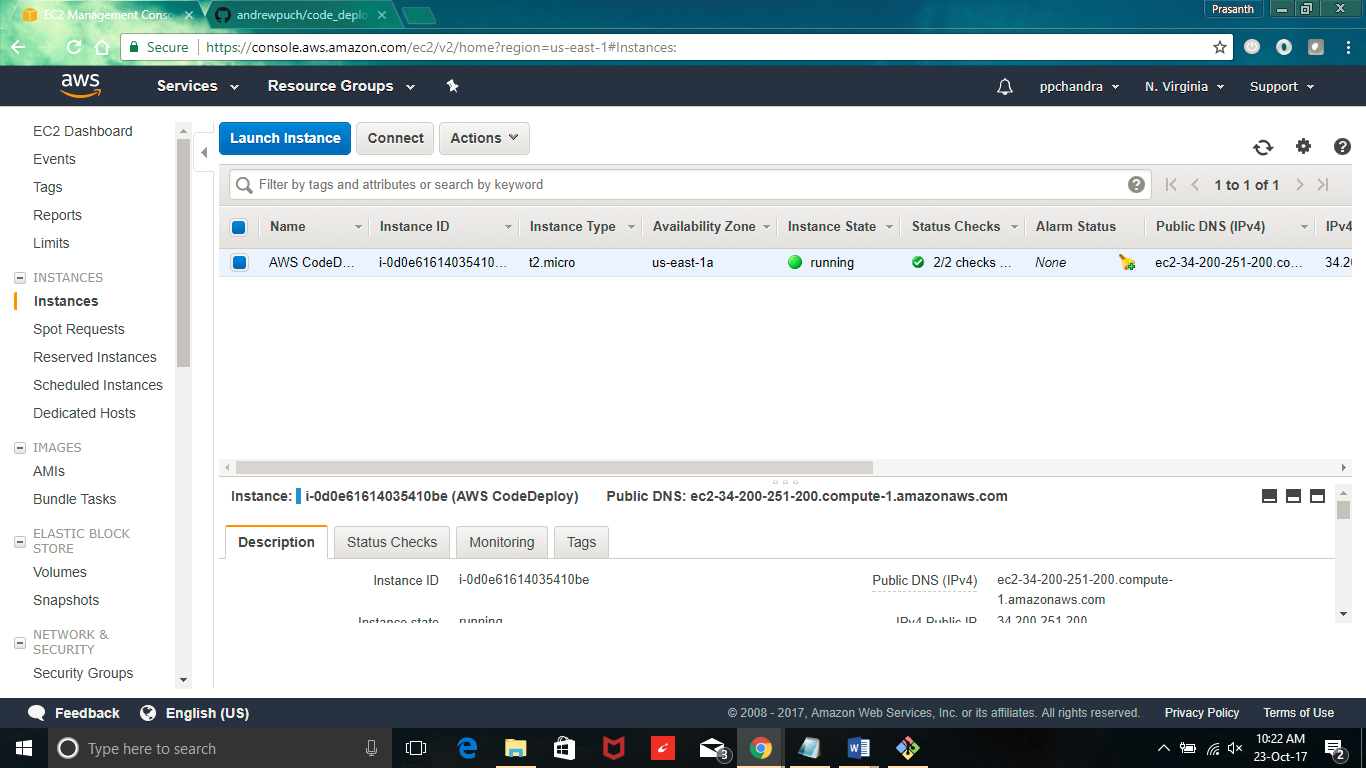 EC2 Management Conso
andrewpuch/code_deplo
Prasanth
Secure
https://console.aws.amazon.com/ec2/v2/home?region=us-east-1#Instances:
aws
Services
Resource Groups
ppchandra
N. Virginia
Support
EC2 Dashboard
Events
Tags
Reports
Limits
INSTANCES
Instances
Spot Requests
Reserved Instances
Scheduled Instances
Dedicated Hosts
IMAGES
AMIs
Bundle Tasks
ELASTIC BLOCK
STORE
Volumes
Snapshots
NETWORK &
SECURITY
Security Groups
Launch Instance
Connect
Actions
Filter by tags and attributes or search by keyword
1 to 1 of 1
Name Instance ID Instance Type Availability Zone Instance State Status Checks Alarm Status Public DNS (IPv4) IPv4
AWS CodeD... i-0d0e61614035410... t2.micro us-east-1a running 2/2 checks ... None ec2-34-200-251-200.co... 34.20
Instance: i-0d0e61614035410be (AWS CodeDeploy) Public DNS: ec2-34-200-251-200.compute-1.amazonaws.com
Description
Status Checks
Monitoring
Tags
Instance ID i-0d0e61614035410be
Public DNS (IPv4) ec2-34-200-251-200.compute-
1.amazonaws.com
Instance state running
IPv4 Public IP 34.200.251.200
Feedback
English (US)
© 2008 - 2017, Amazon Web Services, Inc. or its affiliates. All rights reserved.
Privacy Policy
Terms of Use
Type here to search
3
10:22 AM
23-Oct-17
2